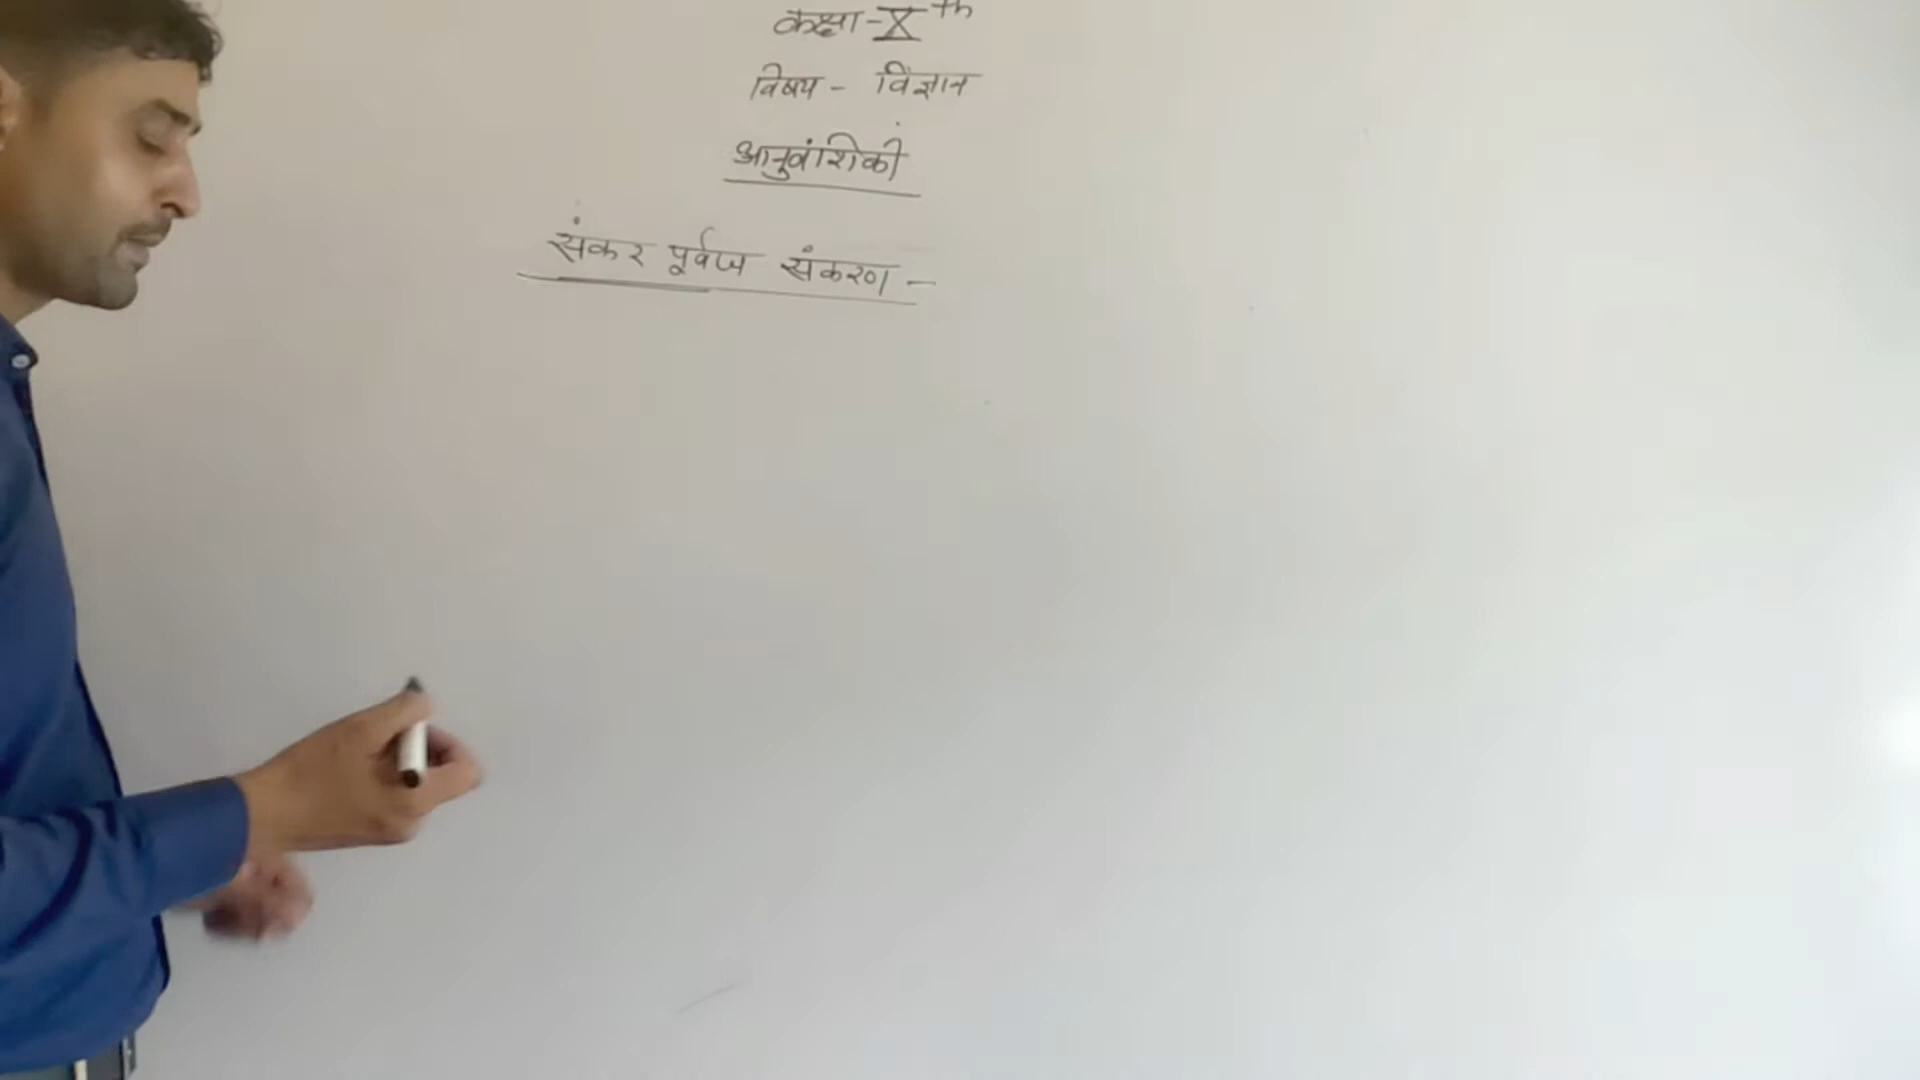 कक्षा-X th
विषय - विज्ञान
आनुवांशिकी
संकर पूर्वज संकरण -